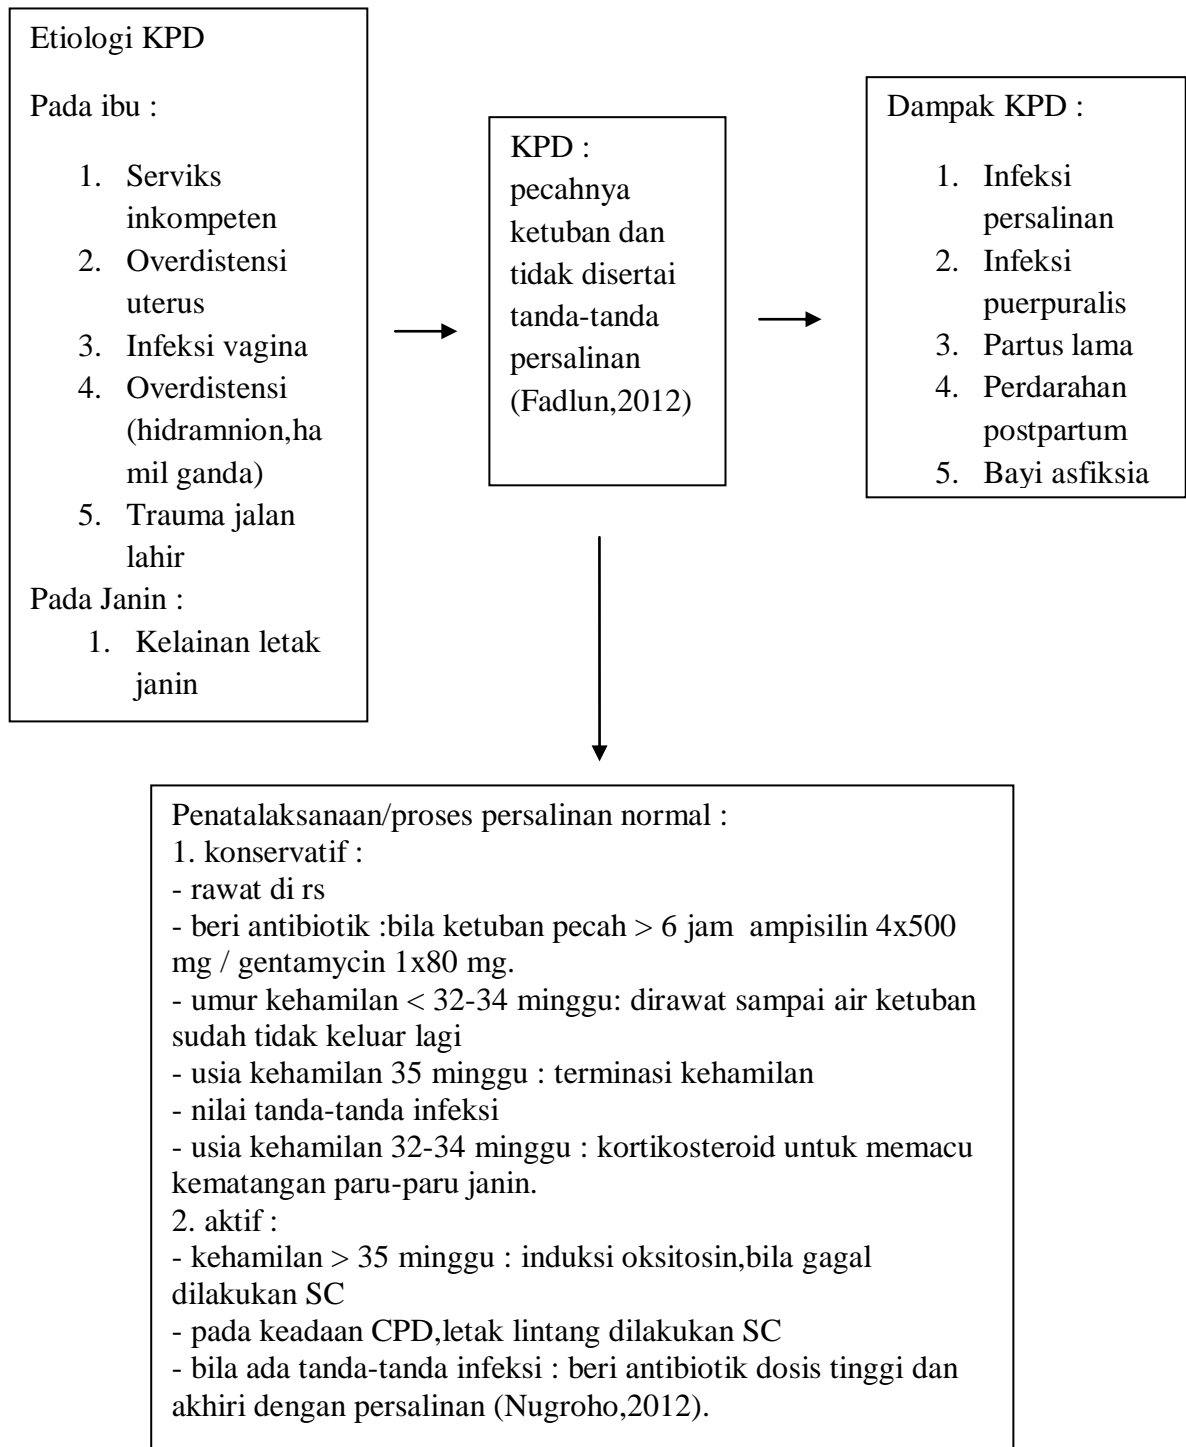 Etiologi KPD
Pada ibu :
1. Serviks
inkompeten
2. Overdistensi
uterus
3. Infeksi vagina
4. Overdistensi
(hidramnion,ha
mil ganda)
5. Trauma jalan
lahir
Pada Janin :
1. Kelainan letak
janin
KPD :
pecahnya
ketuban dan
tidak disertai
tanda-tanda
persalinan
(Fadlun,2012)
Dampak KPD :
1. Infeksi
persalinan
2. Infeksi
puerpuralis
3. Partus lama
4. Perdarahan
postpartum
5. Bayi asfiksia
Penatalaksanaan/proses persalinan normal :
1. konservatif :
- rawat di rs
- beri antibiotik :bila ketuban pecah > 6 jam ampisilin 4x500
mg / gentamycin 1x80 mg.
- umur kehamilan < 32-34 minggu: dirawat sampai air ketuban
sudah tidak keluar lagi
- usia kehamilan 35 minggu : terminasi kehamilan
- nilai tanda-tanda infeksi
- usia kehamilan 32-34 minggu : kortikosteroid untuk memacu
kematangan paru-paru janin.
2. aktif :
- kehamilan > 35 minggu : induksi oksitosin,bila gagal
dilakukan SC
- pada keadaan CPD,letak lintang dilakukan SC
- bila ada tanda-tanda infeksi : beri antibiotik dosis tinggi dan
akhiri dengan persalinan (Nugroho,2012).